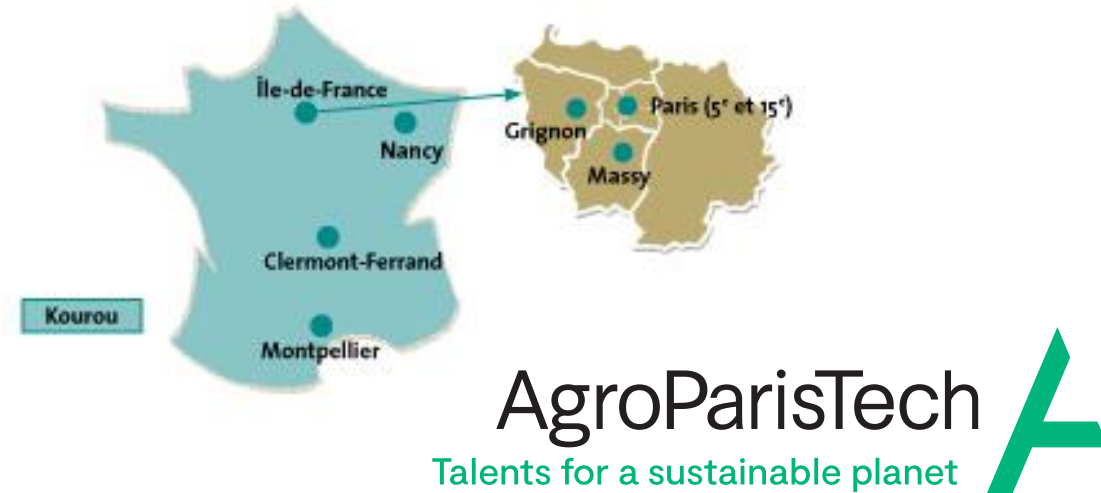 Île-de-France
Nancy
Clermont-Ferrand
Montpellier
Kourou
Grignon
Paris (5ᵉ et 15ᵉ)
Massy
AgroParisTech
Talents for a sustainable planet